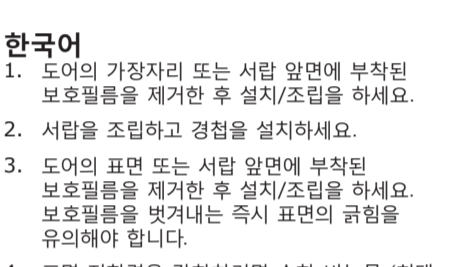 한국어
1. 도어의 가장자리 또는 서랍 앞면에 부착된
보호필름을 제거한 후 설치/조립을 하세요.
2. 서랍을 조립하고 경첩을 설치하세요.
3. 도어의 표면 또는 서랍 앞면에 부착된
보호필름을 제거한 후 설치/조립을 하세요.
보호필름을 벗겨내는 즉시 표면의 긁힘을
유의해야 합니다.